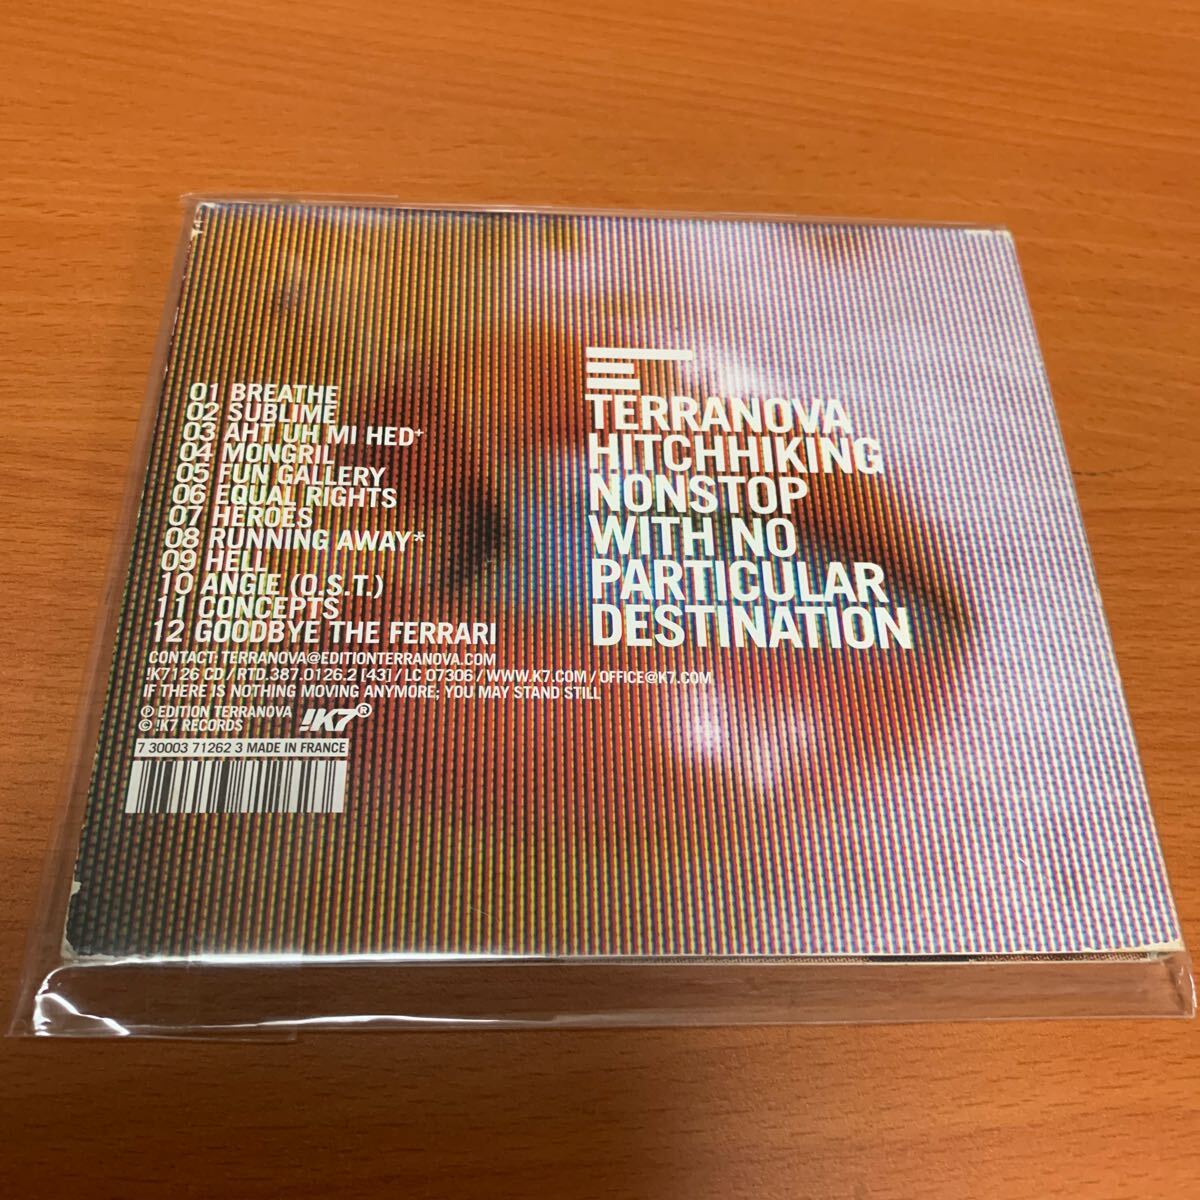 01 BREATHE
02 SUBLIME
03 AHT UH MI HED+
04 MONGRIL
05 FUN GALLERY
06 EQUAL RIGHTS
07 HEROES
08 RUNNING AWAY*
09 HELL
10 ANGIE (O.S.T.)
11 CONCEPTS
12 GOODBYE THE FERRARI
CONTACT: TERRANOVA@EDITIONTERRANOVA.COM
!K7126 CD / RTD.387.0126.2 [43] / LC 07306 / WWW.K7.COM / OFFICE@K7.COM
IF THERE IS NOTHING MOVING ANYMORE; YOU MAY STAND STILL
℗ EDITION TERRANOVA
© !K7 RECORDS
!K7®
7 30003 71262 3 MADE IN FRANCE
TERRANOVA
HITCHHIKING
NONSTOP
WITH NO
PARTICULAR
DESTINATION